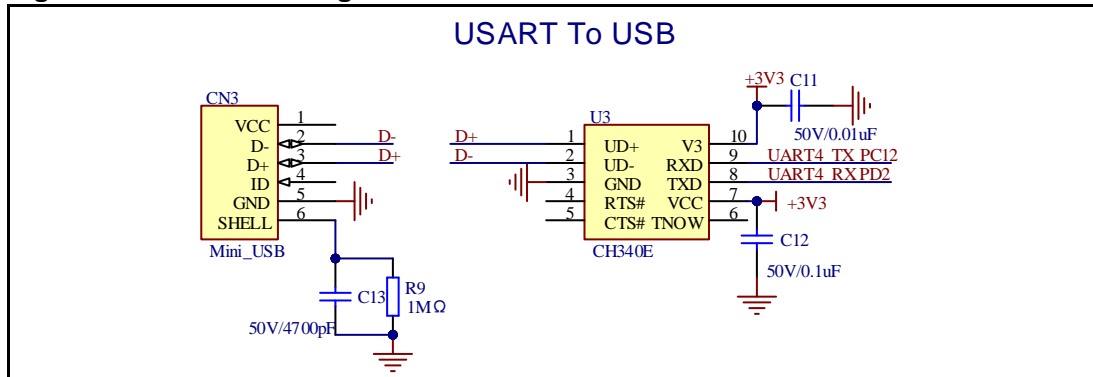 USART To USB
CN3
VCC 1
D- 2 D-
D+ 3 D+
ID 4
GND 5
SHELL 6
Mini_USB
C13
50V/4700pF
R9
1MΩ
U3
D+ 1 UD+ V3 10
D- 2 UD- RXD 9 UART4_TX PC12
3 GND TXD 8 UART4_RX PD2
4 RTS# VCC 7 +3V3
5 CTS# TNOW 6
CH340E
+3V3 C11
50V/0.01uF
C12
50V/0.1uF